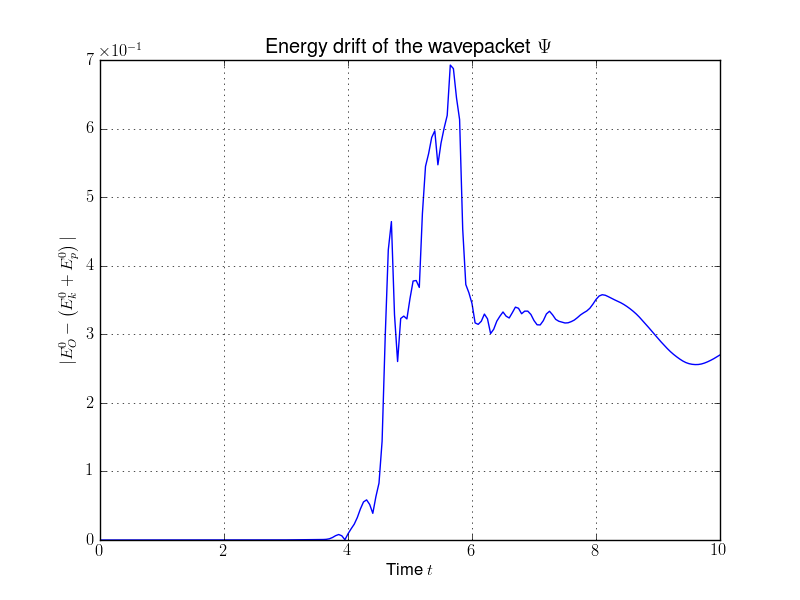 Energy drift of the wavepacket Ψ
×10⁻¹
7
6
5
4
3
2
1
0
0 2 4 6 8 10
|E_O^0 − (E_k^0 + E_p^0)|
Time t